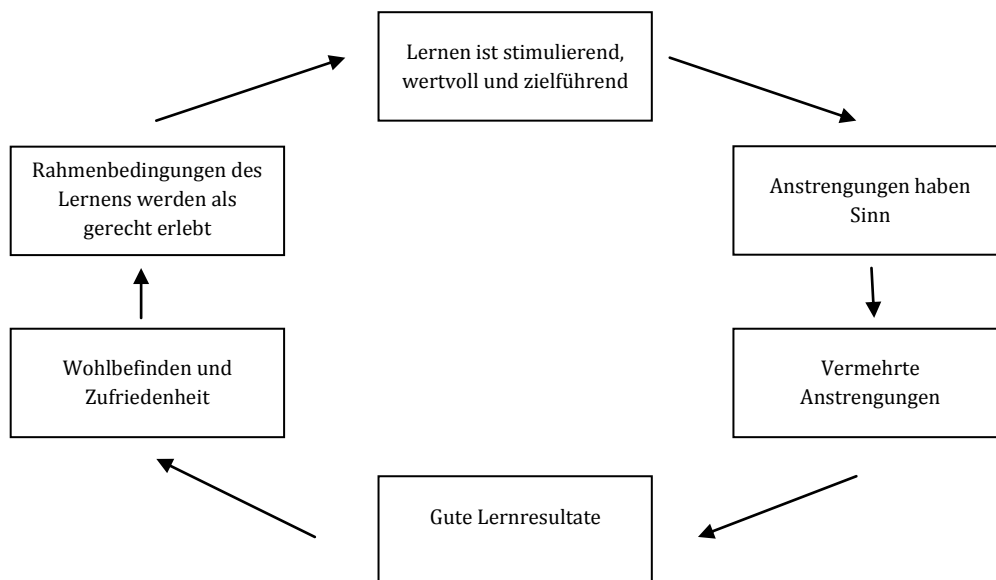 Lernen ist stimulierend,
wertvoll und zielführend
Anstrengungen haben
Sinn
Vermehrte
Anstrengungen
Gute Lernresultate
Wohlbefinden und
Zufriedenheit
Rahmenbedingungen des
Lernens werden als
gerecht erlebt